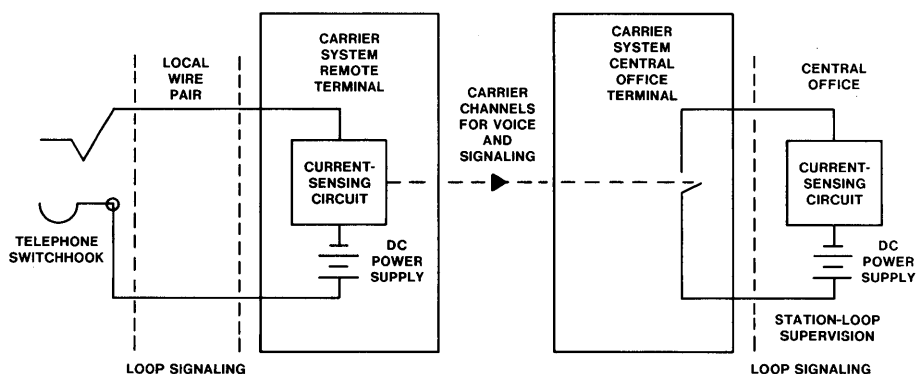 LOCAL
WIRE
PAIR
CARRIER
SYSTEM
REMOTE
TERMINAL
CARRIER
CHANNELS
FOR VOICE
AND
SIGNALING
CARRIER
SYSTEM
CENTRAL
OFFICE
TERMINAL
CENTRAL
OFFICE
CURRENT-
SENSING
CIRCUIT
CURRENT-
SENSING
CIRCUIT
TELEPHONE
SWITCHHOOK
DC
POWER
SUPPLY
DC
POWER
SUPPLY
STATION-LOOP
SUPERVISION
LOOP SIGNALING
LOOP SIGNALING